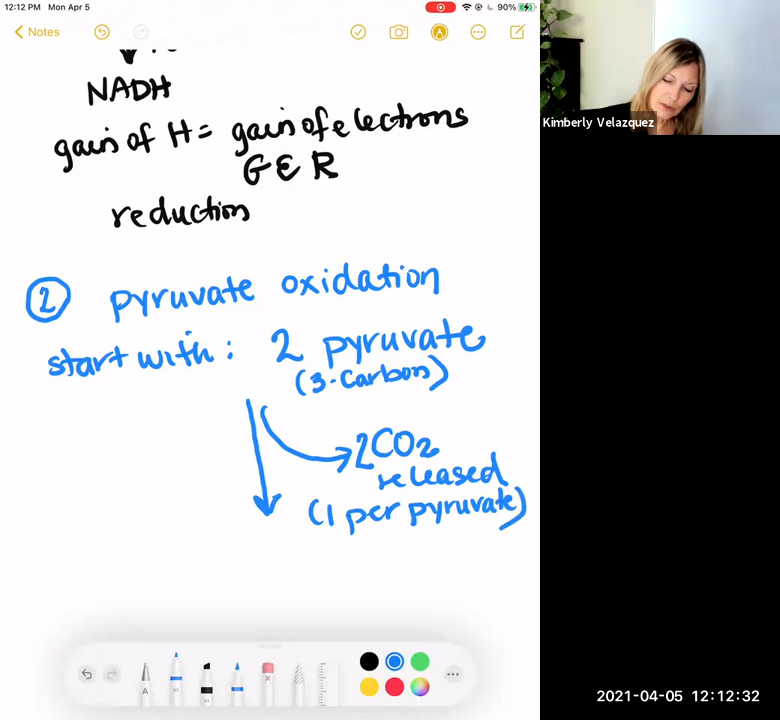 12:12 PM Mon Apr 5
90%
Notes
NADH
gain of H = gain of electrons
GER
reduction
② pyruvate oxidation
start with: 2 pyruvate
(3-Carbon)
2CO2
released
(1 per pyruvate)
Kimberly Velazquez
2021-04-05 12:12:32